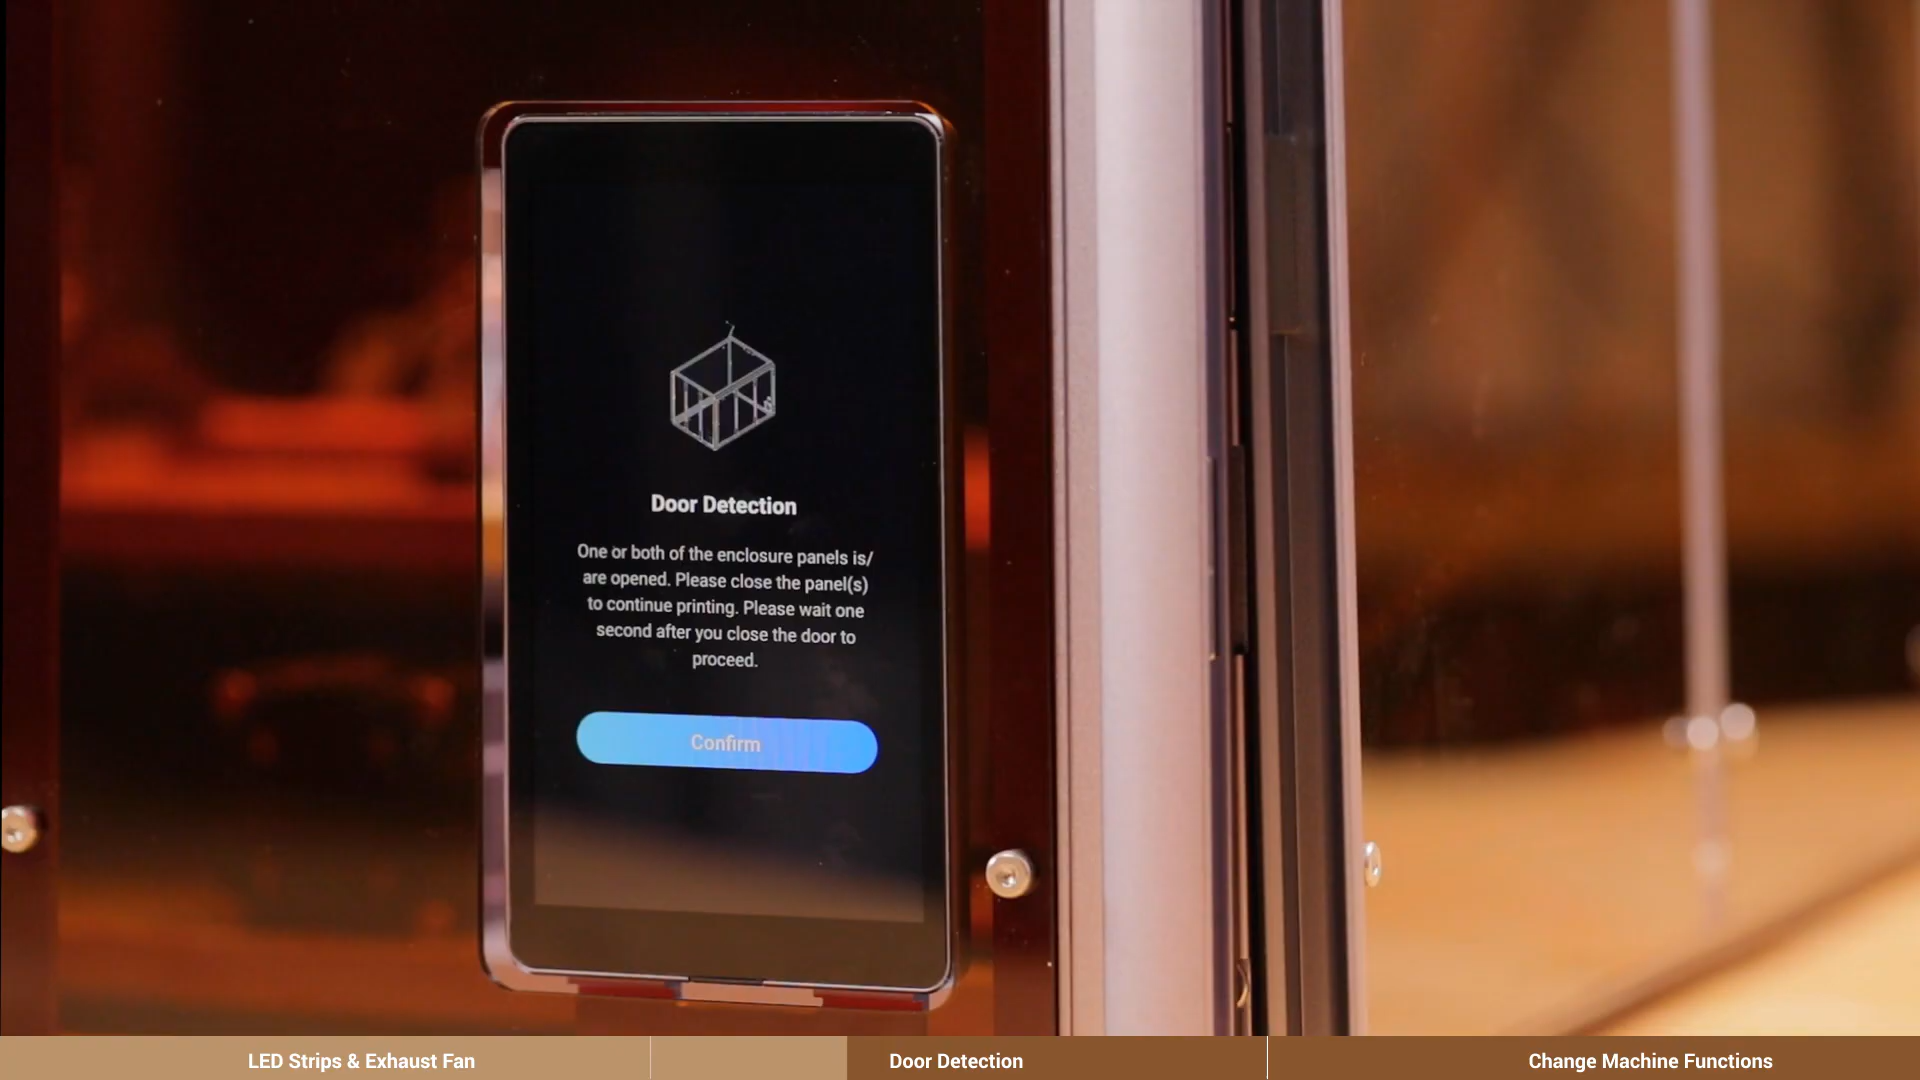 Door Detection
One or both of the enclosure panels is/
are opened. Please close the panel(s)
to continue printing. Please wait one
second after you close the door to
proceed.
Confirm
LED Strips & Exhaust Fan
Door Detection
Change Machine Functions